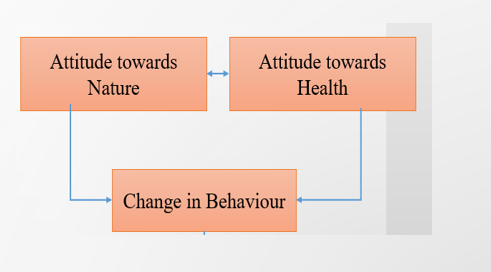 Attitude towards
Nature
Attitude towards
Health
Change in Behaviour